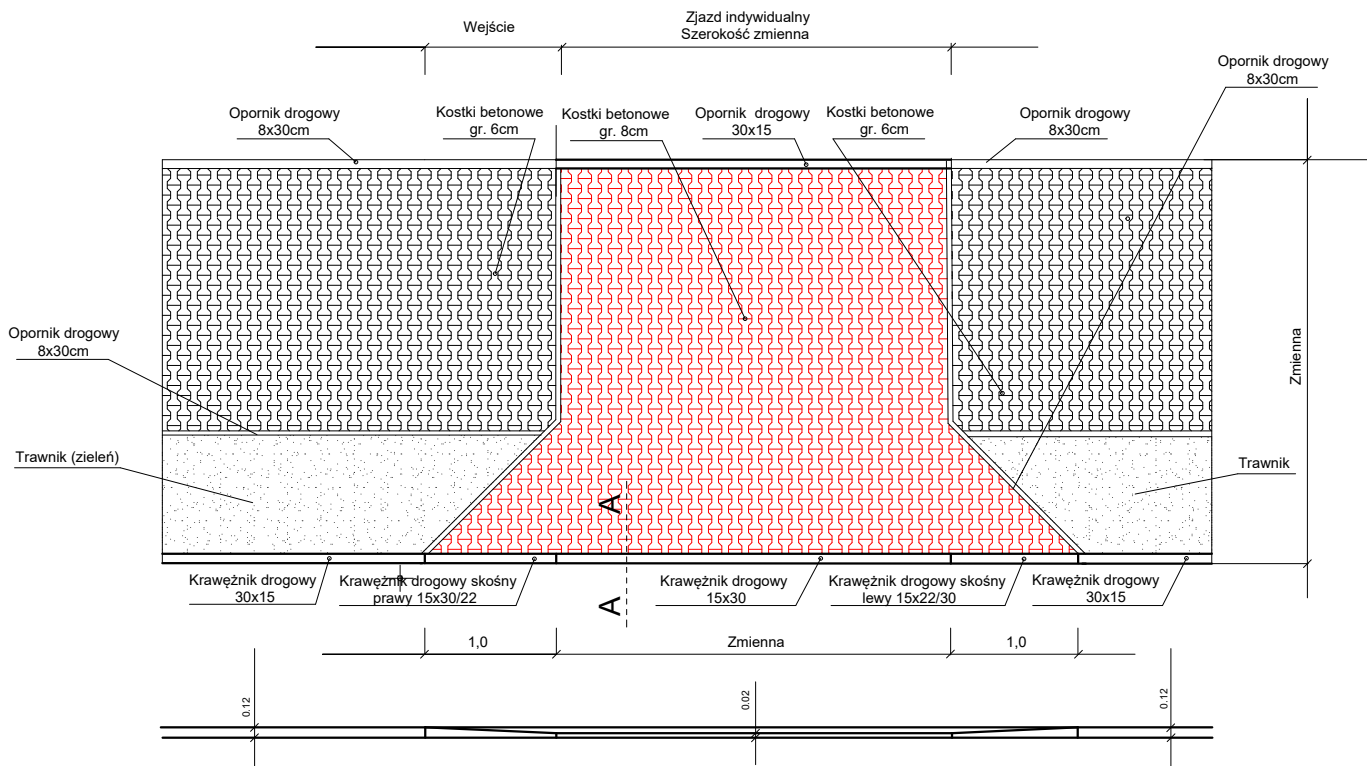 Wejście
Zjazd indywidualny
Szerokość zmienna
Opornik drogowy
8x30cm
Opornik drogowy
8x30cm
Kostki betonowe
gr. 6cm
Kostki betonowe
gr. 8cm
Opornik drogowy
30x15
Kostki betonowe
gr. 6cm
Opornik drogowy
8x30cm
Opornik drogowy
8x30cm
Zmienna
Trawnik (zieleń)
Trawnik
A
A
Krawężnik drogowy
30x15
Krawężnik drogowy skośny
prawy 15x30/22
Krawężnik drogowy
15x30
Krawężnik drogowy skośny
lewy 15x22/30
Krawężnik drogowy
30x15
1,0
Zmienna
1,0
0.12
0.02
0.12